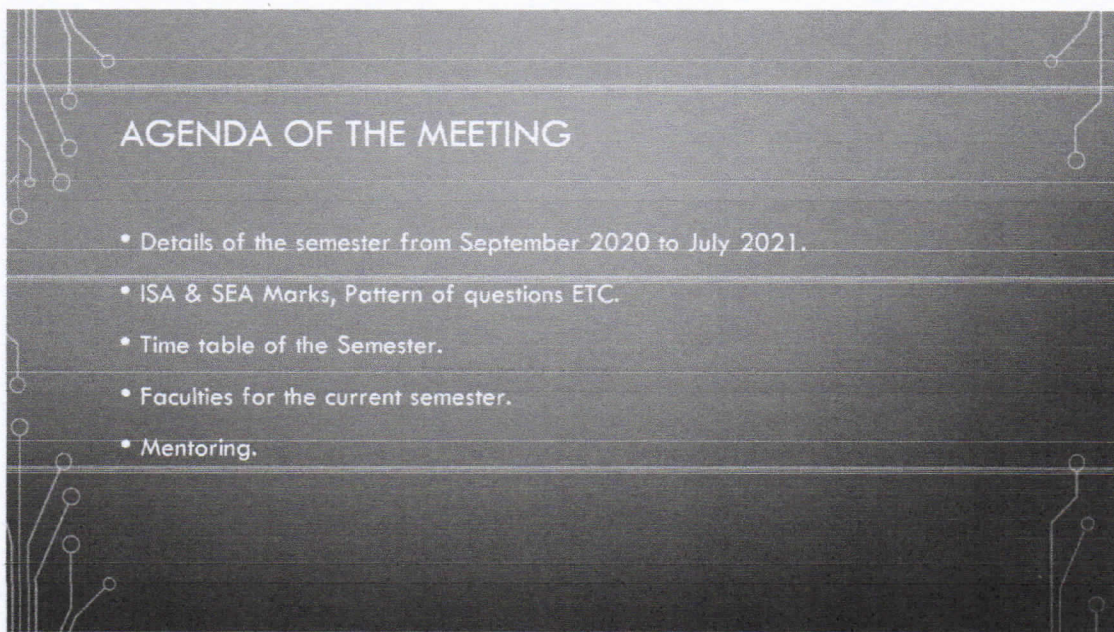 AGENDA OF THE MEETING
• Details of the semester from September 2020 to July 2021.
• ISA & SEA Marks, Pattern of questions ETC.
• Time table of the Semester.
• Faculties for the current semester.
• Mentoring.